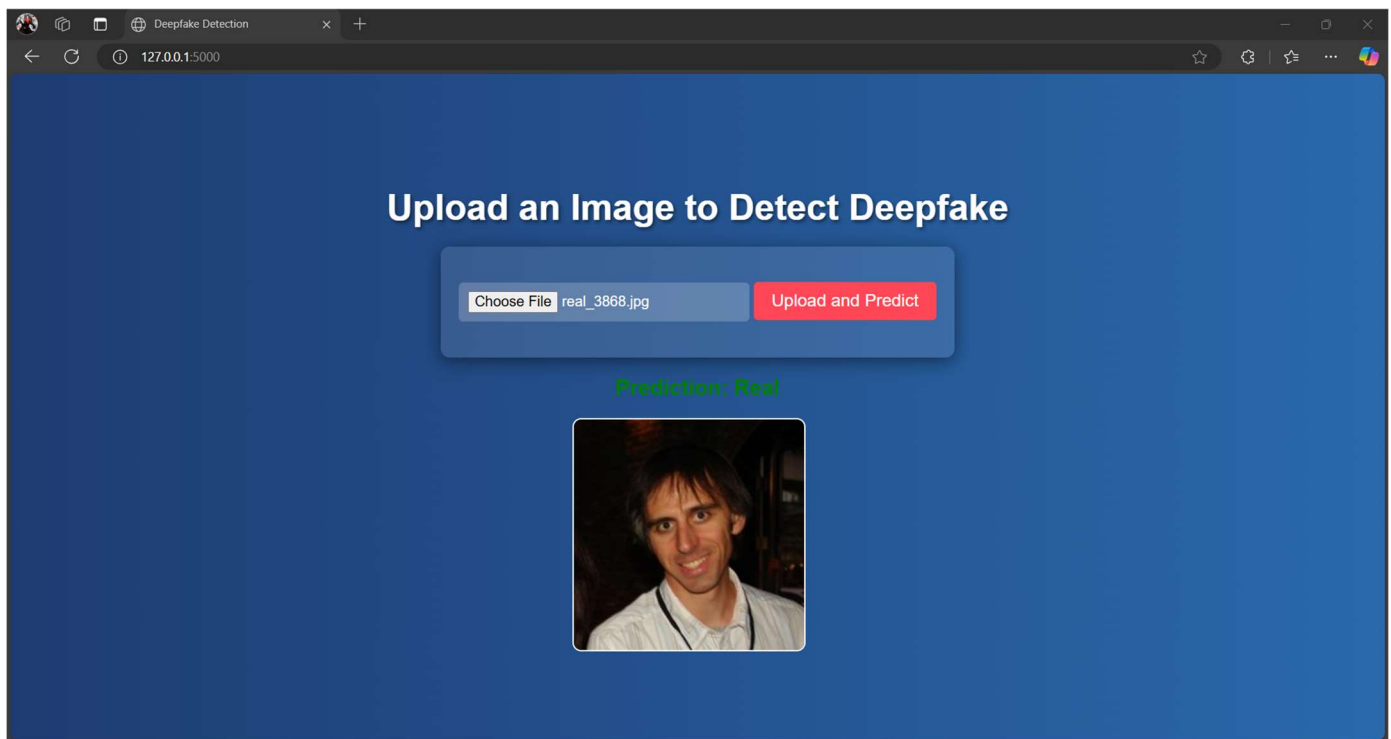 Deepfake Detection
127.0.0.1:5000
Upload an Image to Detect Deepfake
Choose File real_3868.jpg Upload and Predict
Prediction: Real